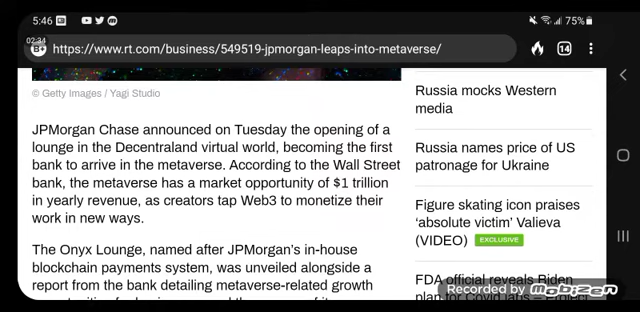 5:46
75%
02:34
https://www.rt.com/business/549519-jpmorgan-leaps-into-metaverse/
14
© Getty Images / Yagi Studio
JPMorgan Chase announced on Tuesday the opening of a
lounge in the Decentraland virtual world, becoming the first
bank to arrive in the metaverse. According to the Wall Street
bank, the metaverse has a market opportunity of $1 trillion
in yearly revenue, as creators tap Web3 to monetize their
work in new ways.
The Onyx Lounge, named after JPMorgan's in-house
blockchain payments system, was unveiled alongside a
report from the bank detailing metaverse-related growth
Russia mocks Western
media
Russia names price of US
patronage for Ukraine
Figure skating icon praises
'absolute victim' Valieva
(VIDEO) EXCLUSIVE
FDA official reveals Biden
plan for Covid jabs – Project
Recorded by Mobizen